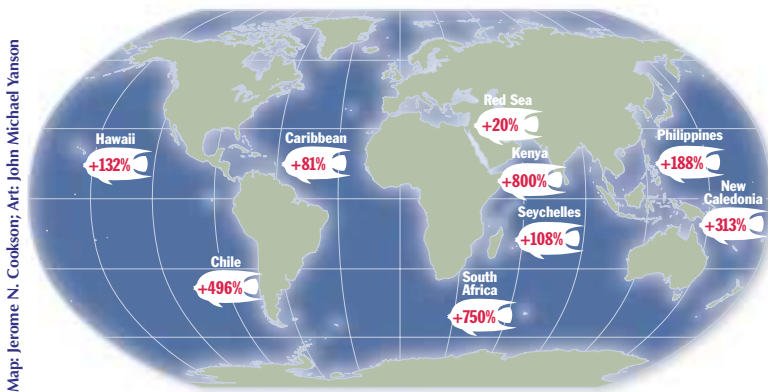 Map: Jerome N. Cookson; Art: John Michael Yanson
Red Sea
+20%
Hawaii
+132%
Caribbean
+81%
Philippines
+188%
Kenya
+800%
New
Caledonia
+313%
Seychelles
+108%
Chile
+496%
South
Africa
+750%